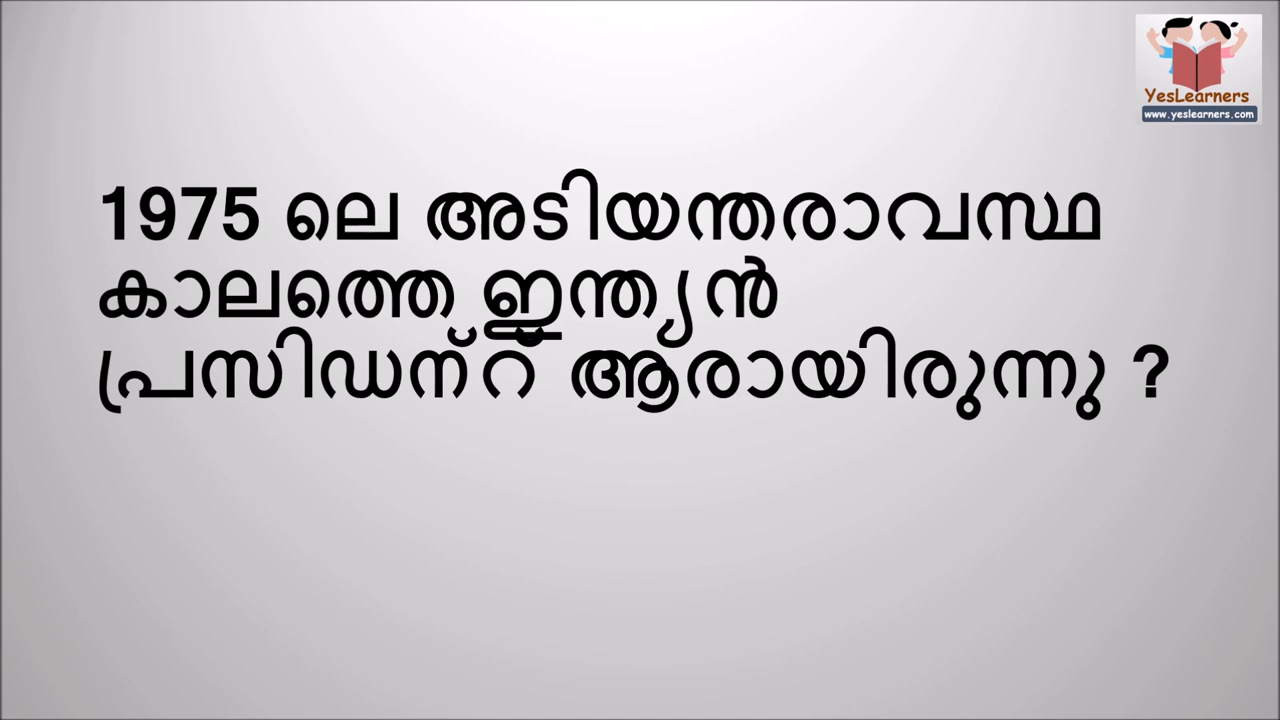 YesLearners
www.yeslearners.com
1975 ലെ അടിയന്തരാവസ്ഥ
കാലത്തെ ഇന്ത്യൻ
പ്രസിഡന്റ് ആരായിരുന്നു ?